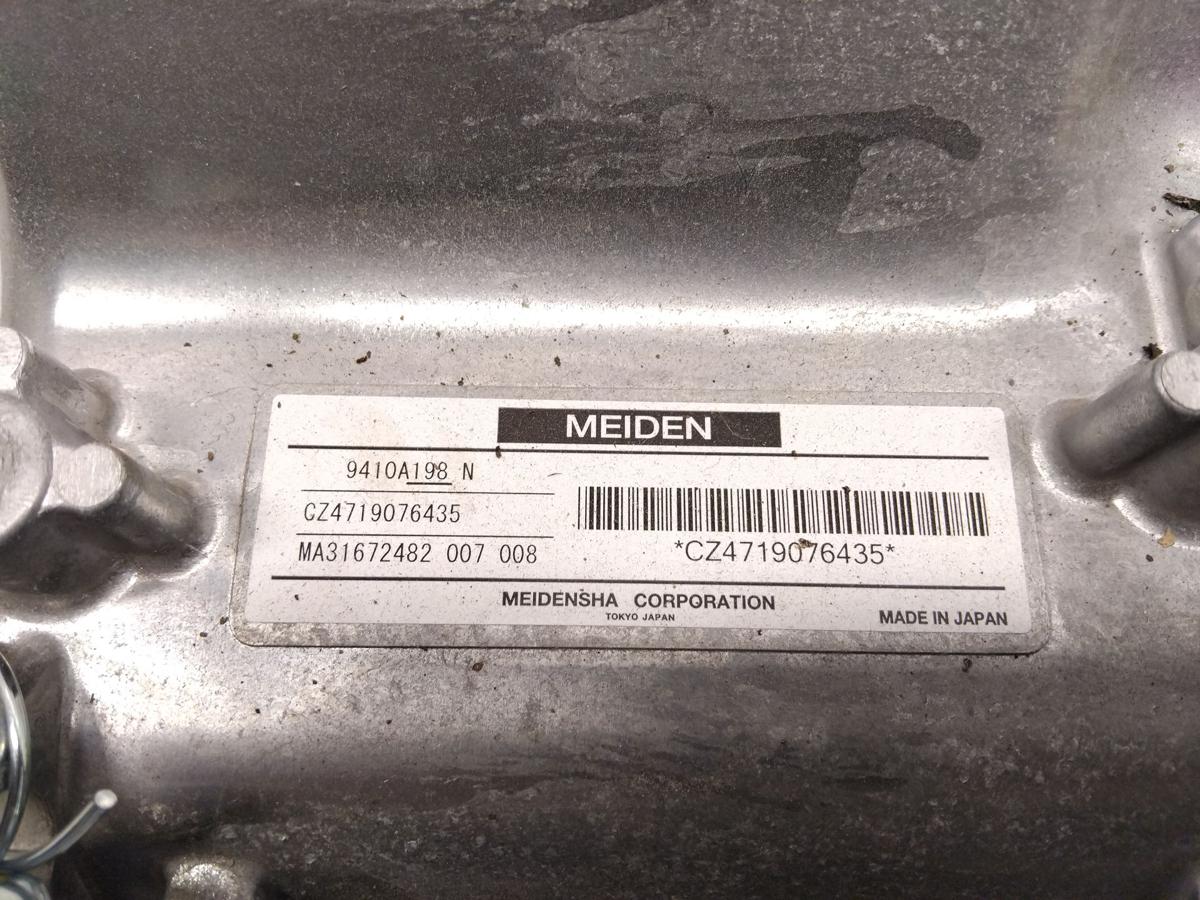 MEIDEN
9410A198 N
CZ4719076435
MA31672482 007 008
*CZ4719076435*
MEIDENSHA CORPORATION
TOKYO JAPAN
MADE IN JAPAN